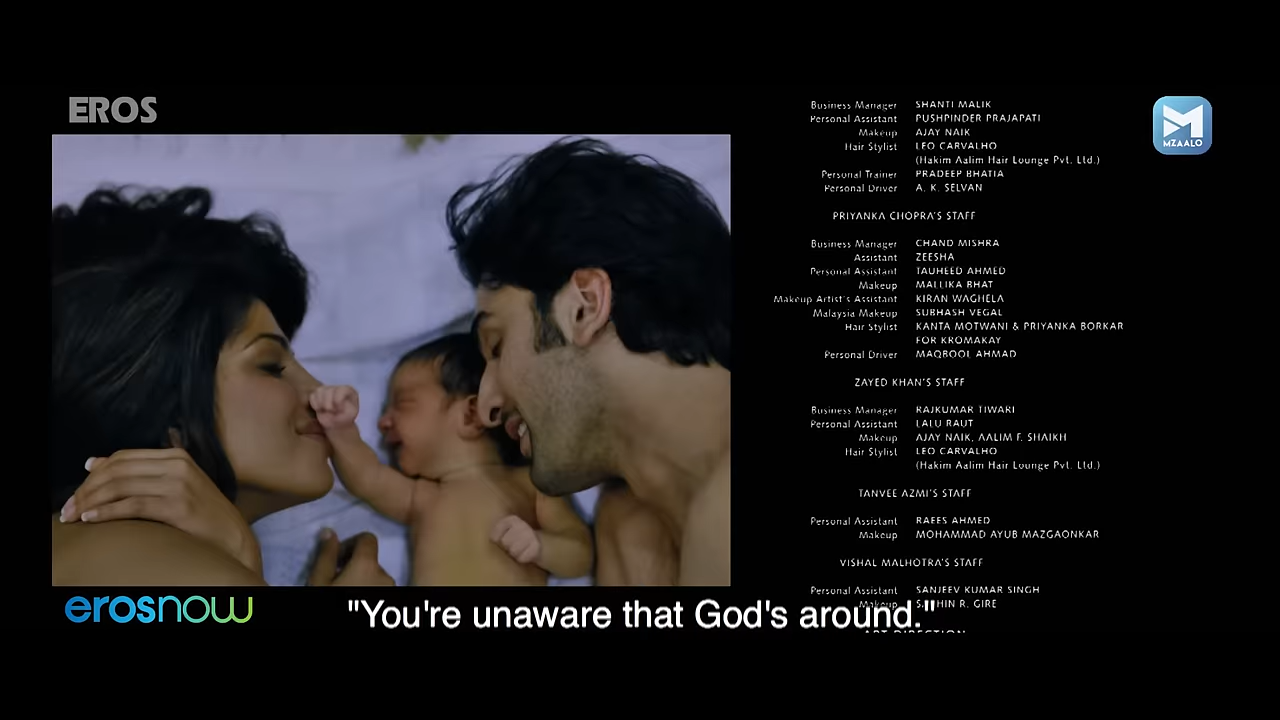 EROS
MZAALO
Business Manager SHANTI MALIK
Personal Assistant PUSHPINDER PRAJAPATI
Makeup AJAY NAIK
Hair Stylist LEO CARVALHO
(Hakim Aalim Hair Lounge Pvt. Ltd.)
Personal Trainer PRADEEP BHATIA
Personal Driver A. K. SELVAN
PRIYANKA CHOPRA'S STAFF
Business Manager CHAND MISHRA
Assistant ZEESHA
Personal Assistant TAUHEED AHMED
Makeup MALLIKA BHAT
Makeup Artist's Assistant KIRAN WAGHELA
Malaysia Makeup SUBHASH VEGAL
Hair Stylist KANTA MOTWANI & PRIYANKA BORKAR
FOR KROMAKAY
Personal Driver MAQBOOL AHMAD
ZAYED KHAN'S STAFF
Business Manager RAJKUMAR TIWARI
Personal Assistant LALU RAUT
Makeup AJAY NAIK, AALIM F. SHAIKH
Hair Stylist LEO CARVALHO
(Hakim Aalim Hair Lounge Pvt. Ltd.)
TANVEE AZMI'S STAFF
Personal Assistant RAEES AHMED
Makeup MOHAMMAD AYUB MAZGAONKAR
VISHAL MALHOTRA'S STAFF
Personal Assistant SANJEEV KUMAR SINGH
Makeup R. GIRE
ART DIRECTION
erosnow
"You're unaware that God's around."